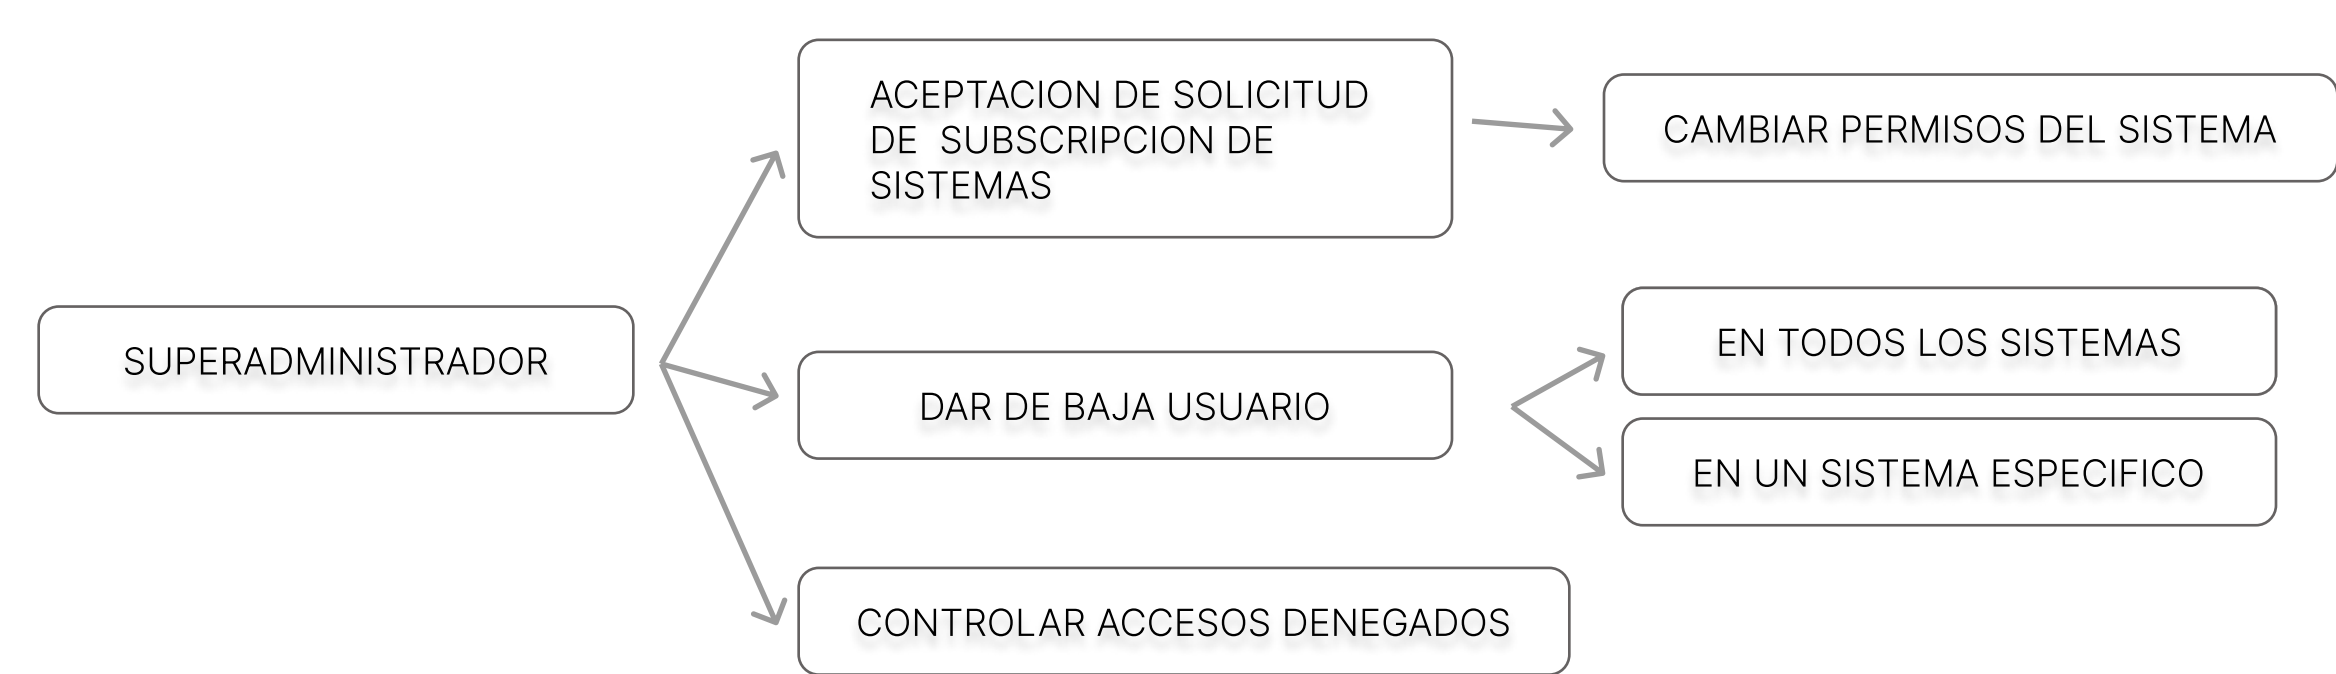 SUPERADMINISTRADOR
ACEPTACION DE SOLICITUD
DE  SUBSCRIPCION DE
SISTEMAS
CAMBIAR PERMISOS DEL SISTEMA
DAR DE BAJA USUARIO
EN TODOS LOS SISTEMAS
EN UN SISTEMA ESPECIFICO
CONTROLAR ACCESOS DENEGADOS